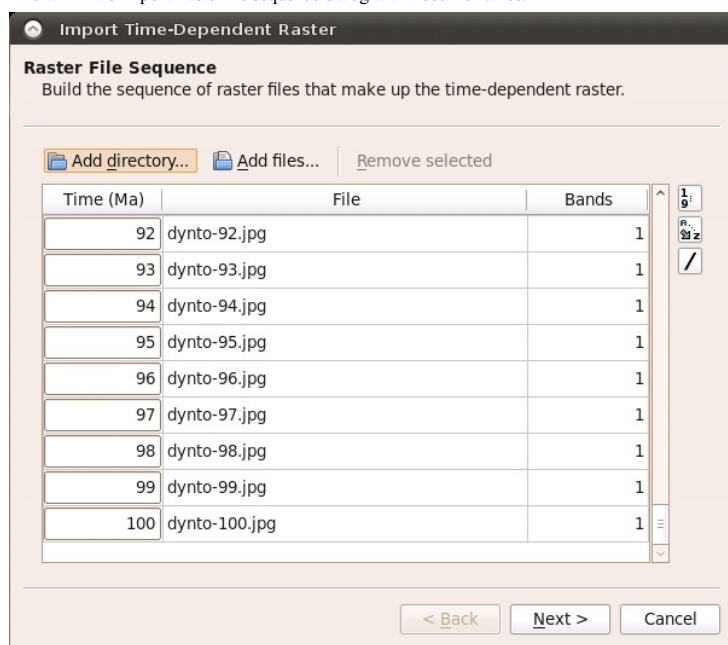 Import Time-Dependent Raster
Raster File Sequence
Build the sequence of raster files that make up the time-dependent raster.
Add directory... Add files... Remove selected
Time (Ma) File Bands
92 dynto-92.jpg 1
93 dynto-93.jpg 1
94 dynto-94.jpg 1
95 dynto-95.jpg 1
96 dynto-96.jpg 1
97 dynto-97.jpg 1
98 dynto-98.jpg 1
99 dynto-99.jpg 1
100 dynto-100.jpg 1
< Back Next > Cancel